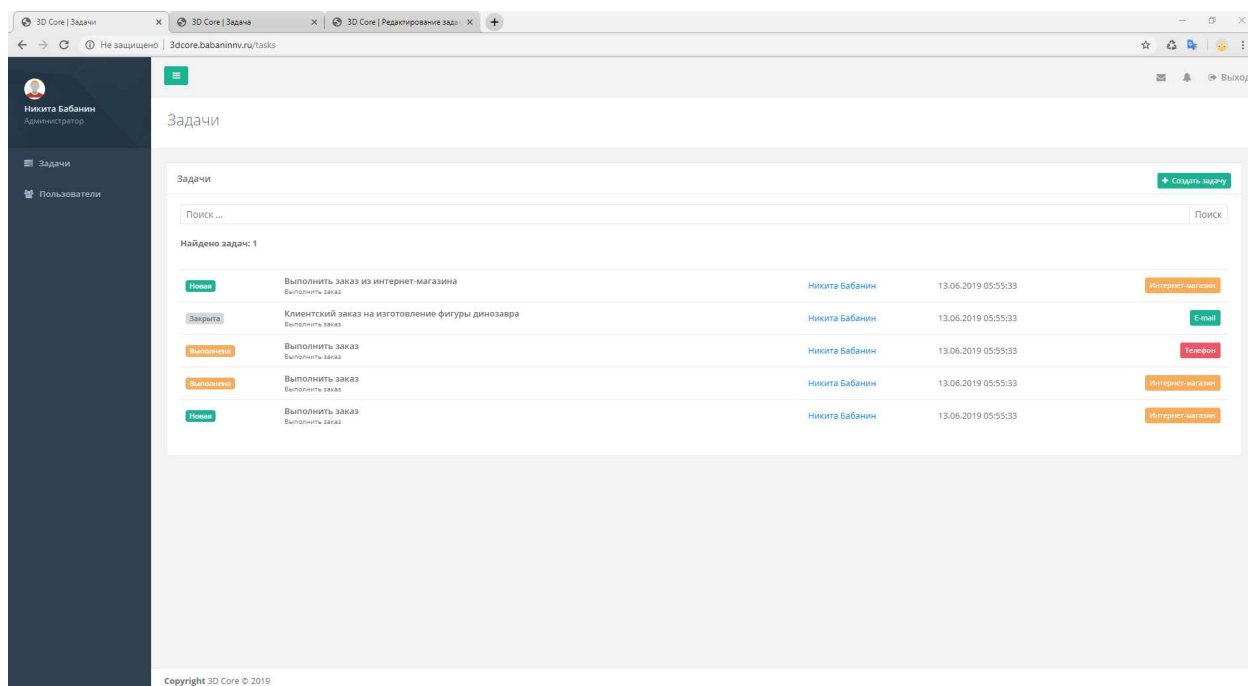 3D Core | Задачи
3D Core | Задача
3D Core | Редактирование зада
Не защищено | 3dcore.babaninnv.ru/tasks
Никита Бабанин
Администратор
Выход
Задачи
Задачи
Пользователи
Задачи
+ Создать задачу
Поиск ...
Поиск
Найдено задач: 1
Новая
Выполнить заказ из интернет-магазина
Выполнить заказ
Никита Бабанин
13.06.2019 05:55:33
Интернет-магазин
Закрыта
Клиентский заказ на изготовление фигуры динозавра
Выполнить заказ
Никита Бабанин
13.06.2019 05:55:33
E-mail
Выполнена
Выполнить заказ
Выполнить заказ
Никита Бабанин
13.06.2019 05:55:33
Телефон
Выполнена
Выполнить заказ
Выполнить заказ
Никита Бабанин
13.06.2019 05:55:33
Интернет-магазин
Новая
Выполнить заказ
Выполнить заказ
Никита Бабанин
13.06.2019 05:55:33
Интернет-магазин
Copyright 3D Core © 2019